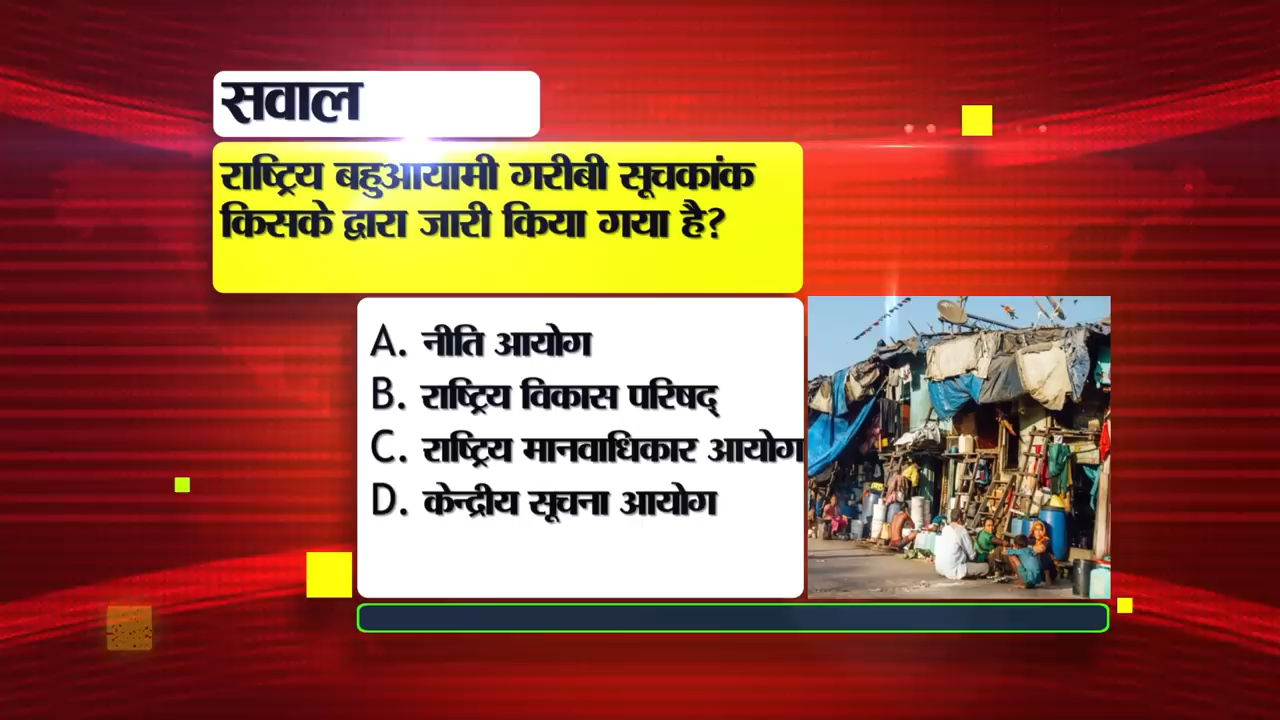 सवाल
राष्ट्रिय बहुआयामी गरीबी सूचकांक
किसके द्वारा जारी किया गया है?
A. नीति आयोग
B. राष्ट्रिय विकास परिषद्
C. राष्ट्रिय मानवाधिकार आयोग
D. केन्द्रीय सूचना आयोग